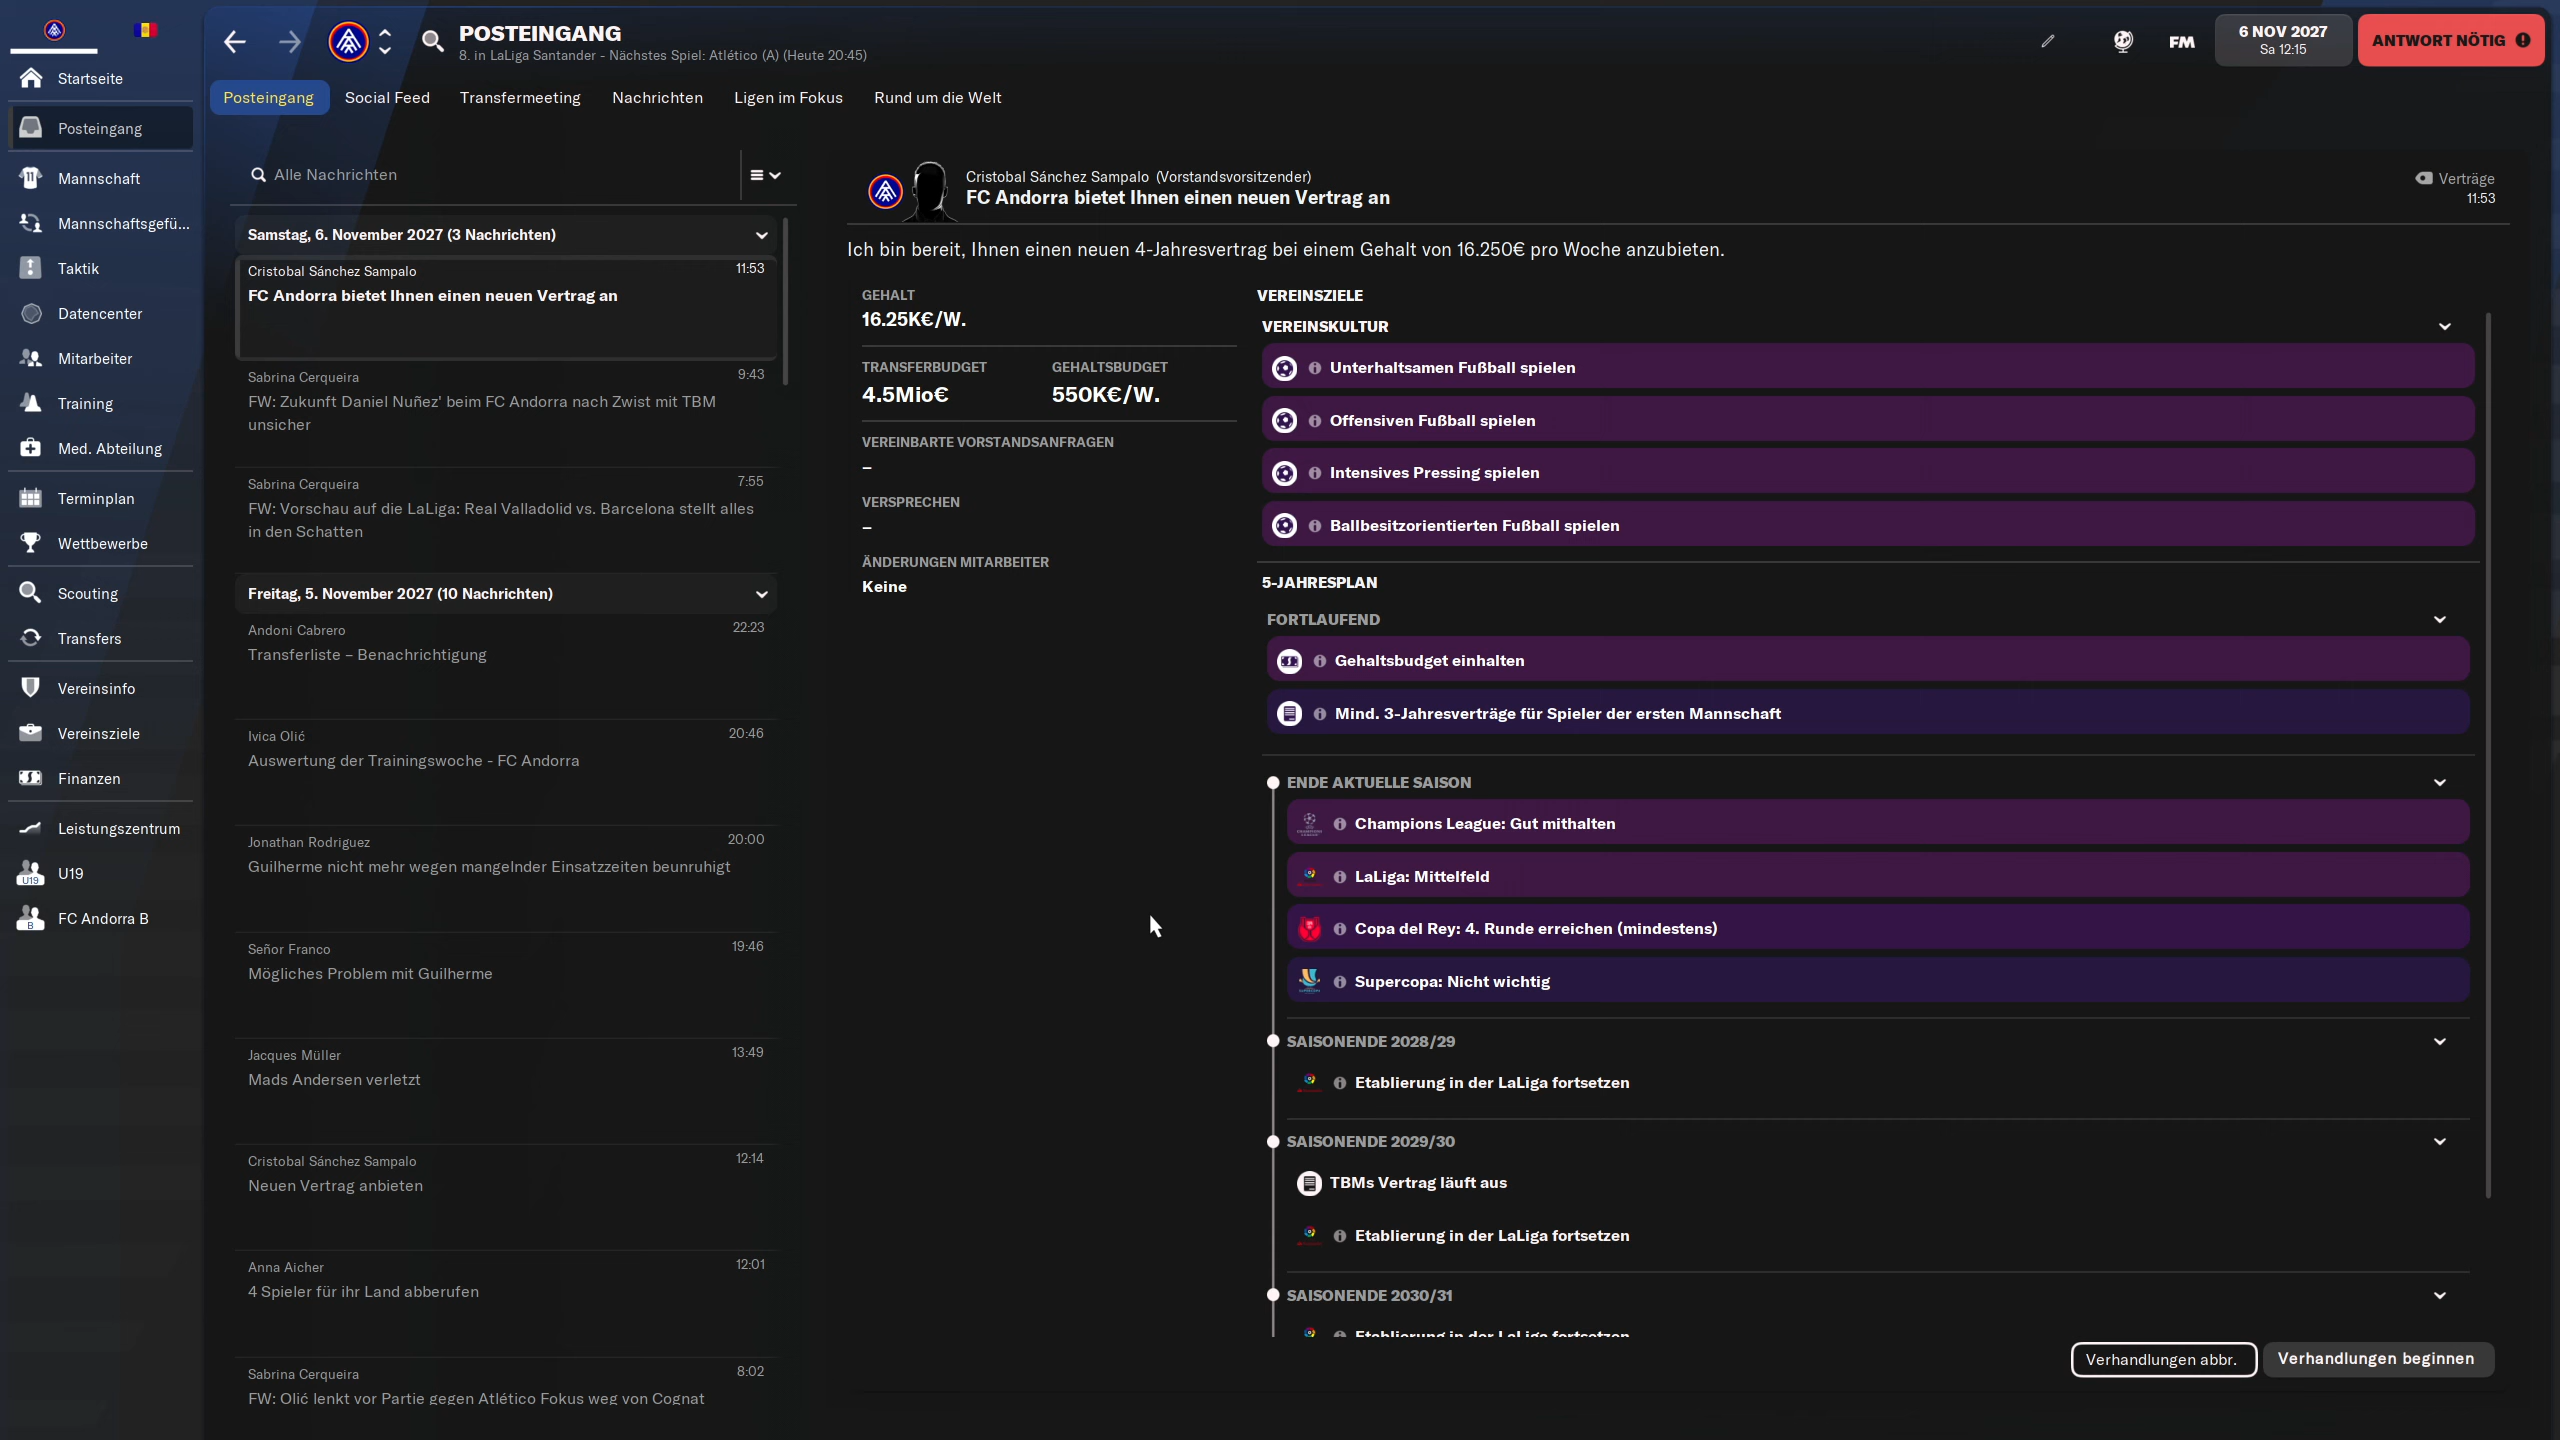 POSTEINGANG
8. in LaLiga Santander - Nächstes Spiel: Atlético (A) (Heute 20:45)
FM
6 NOV 2027
Sa 12:15
ANTWORT NÖTIG
Startseite
Posteingang
Mannschaft
Mannschaftsgefü...
Taktik
Datencenter
Mitarbeiter
Training
Med. Abteilung
Terminplan
Wettbewerbe
Scouting
Transfers
Vereinsinfo
Vereinsziele
Finanzen
Leistungszentrum
U19
U19
B
FC Andorra B
Posteingang
Social Feed
Transfermeeting
Nachrichten
Ligen im Fokus
Rund um die Welt
Alle Nachrichten
Samstag, 6. November 2027 (3 Nachrichten)
Cristobal Sánchez Sampalo 11:53
FC Andorra bietet Ihnen einen neuen Vertrag an
Sabrina Cerqueira 9:43
FW: Zukunft Daniel Nuñez' beim FC Andorra nach Zwist mit TBM
unsicher
Sabrina Cerqueira 7:55
FW: Vorschau auf die LaLiga: Real Valladolid vs. Barcelona stellt alles
in den Schatten
Freitag, 5. November 2027 (10 Nachrichten)
Andoni Cabrero 22:23
Transferliste – Benachrichtigung
Ivica Olić 20:46
Auswertung der Trainingswoche - FC Andorra
Jonathan Rodriguez 20:00
Guilherme nicht mehr wegen mangelnder Einsatzzeiten beunruhigt
Señor Franco 19:46
Mögliches Problem mit Guilherme
Jacques Müller 13:49
Mads Andersen verletzt
Cristobal Sánchez Sampalo 12:14
Neuen Vertrag anbieten
Anna Aicher 12:01
4 Spieler für ihr Land abberufen
Sabrina Cerqueira 8:02
FW: Olić lenkt vor Partie gegen Atlético Fokus weg von Cognat
Cristobal Sánchez Sampalo (Vorstandsvorsitzender)
FC Andorra bietet Ihnen einen neuen Vertrag an
Verträge
11:53
Ich bin bereit, Ihnen einen neuen 4-Jahresvertrag bei einem Gehalt von 16.250€ pro Woche anzubieten.
GEHALT
16.25K€/W.
TRANSFERBUDGET
4.5Mio€
GEHALTSBUDGET
550K€/W.
VEREINBARTE VORSTANDSANFRAGEN
–
VERSPRECHEN
–
ÄNDERUNGEN MITARBEITER
Keine
VEREINSZIELE
VEREINSKULTUR
Unterhaltsamen Fußball spielen
Offensiven Fußball spielen
Intensives Pressing spielen
Ballbesitzorientierten Fußball spielen
5-JAHRESPLAN
FORTLAUFEND
Gehaltsbudget einhalten
Mind. 3-Jahresverträge für Spieler der ersten Mannschaft
ENDE AKTUELLE SAISON
Champions League: Gut mithalten
LaLiga: Mittelfeld
Copa del Rey: 4. Runde erreichen (mindestens)
Supercopa: Nicht wichtig
SAISONENDE 2028/29
Etablierung in der LaLiga fortsetzen
SAISONENDE 2029/30
TBMs Vertrag läuft aus
Etablierung in der LaLiga fortsetzen
SAISONENDE 2030/31
Etablierung in der LaLiga fortsetzen
Verhandlungen abbr.
Verhandlungen beginnen